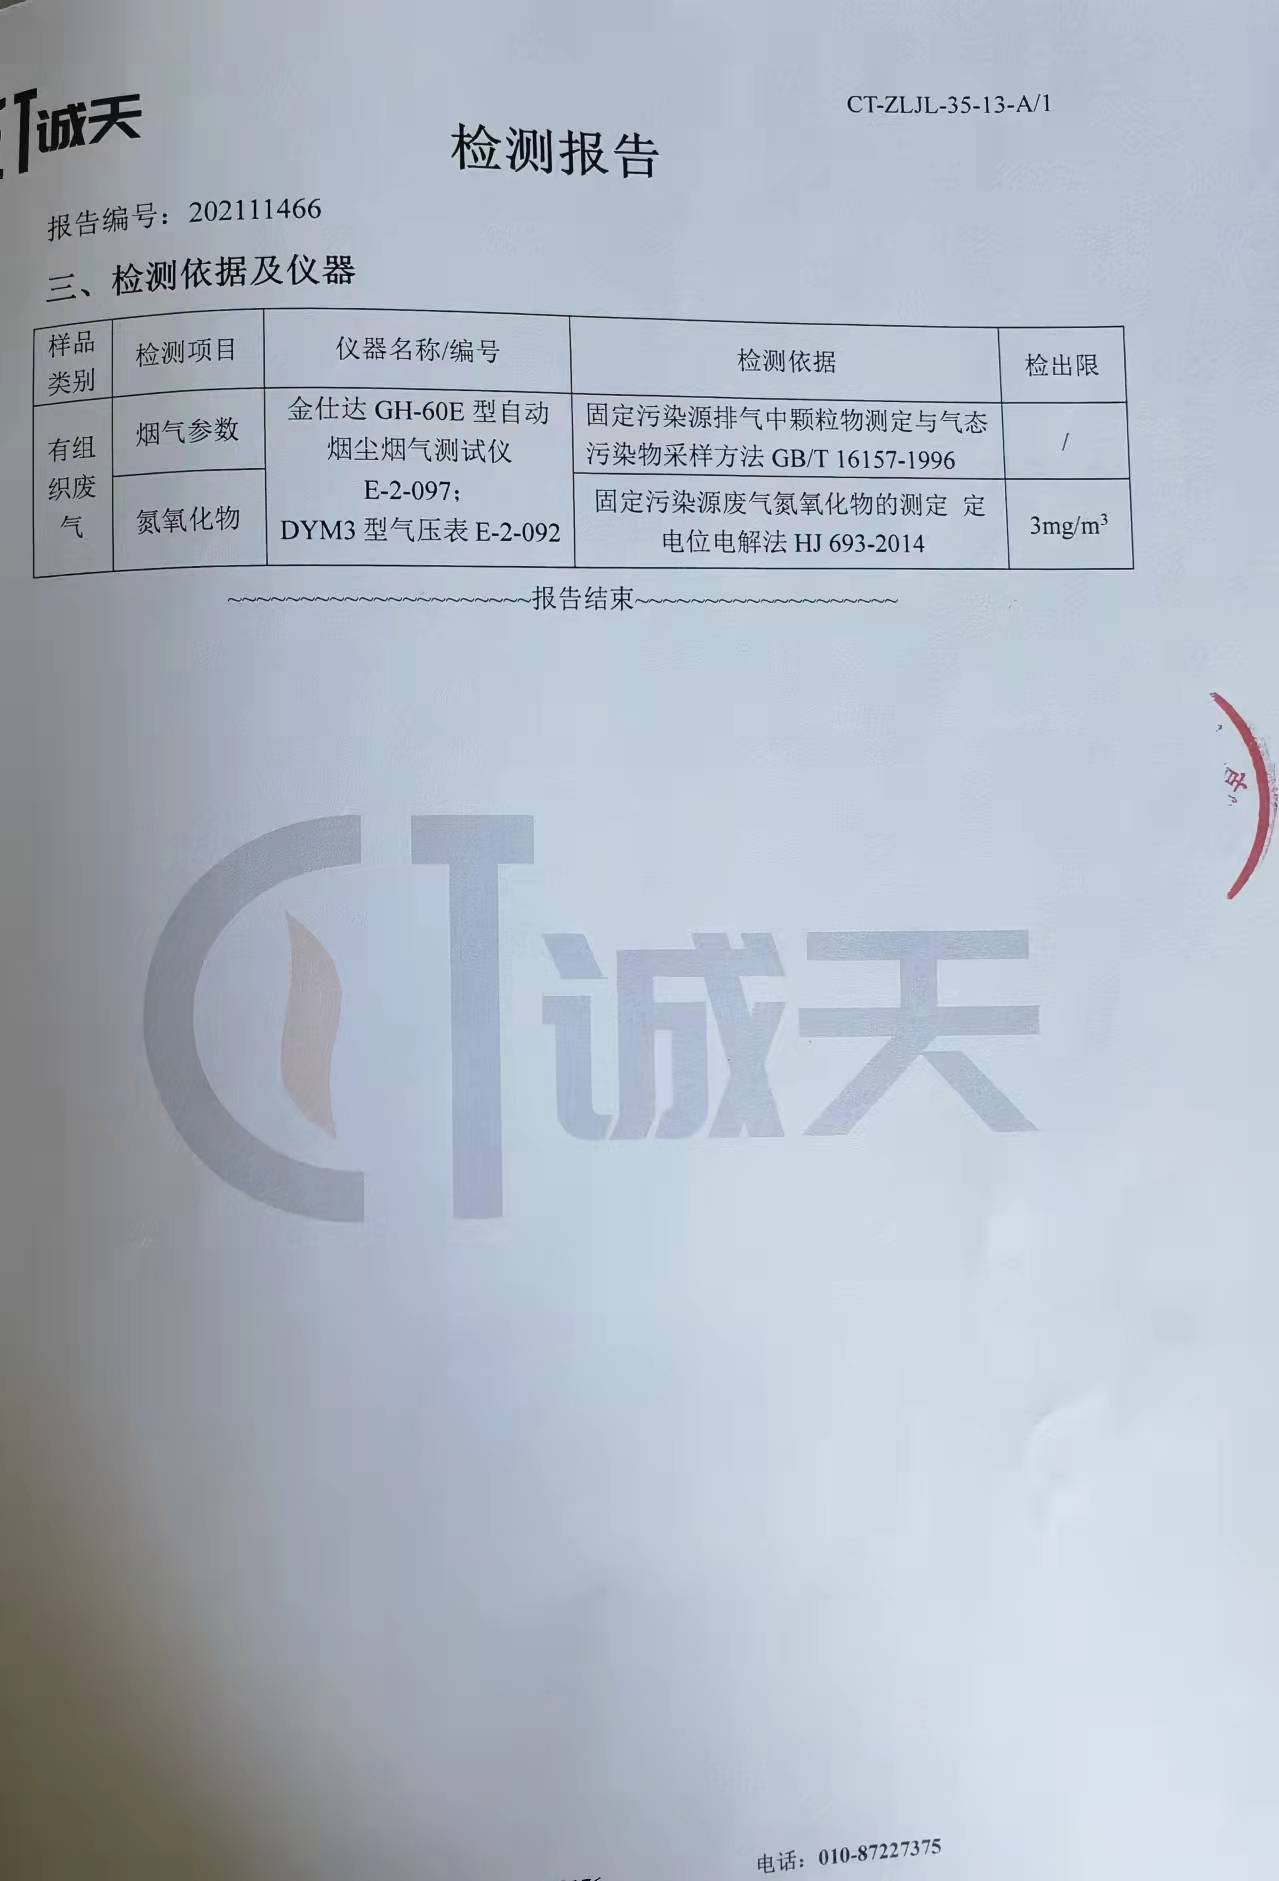 CT诚天
CT-ZLJL-35-13-A/1
检测报告
报告编号：202111466
三、检测依据及仪器
样品类别 检测项目 仪器名称/编号 检测依据 检出限
有组织废气
烟气参数
氮氧化物
金仕达 GH-60E 型自动
烟尘烟气测试仪
E-2-097；
DYM3 型气压表 E-2-092
固定污染源排气中颗粒物测定与气态
污染物采样方法 GB/T 16157-1996
/
固定污染源废气氮氧化物的测定 定
电位电解法 HJ 693-2014
3mg/m³
~~~~~~~~~~~~~~~~~~~~~~报告结束~~~~~~~~~~~~~~~~~~~
CT诚天
电话：010-87227375